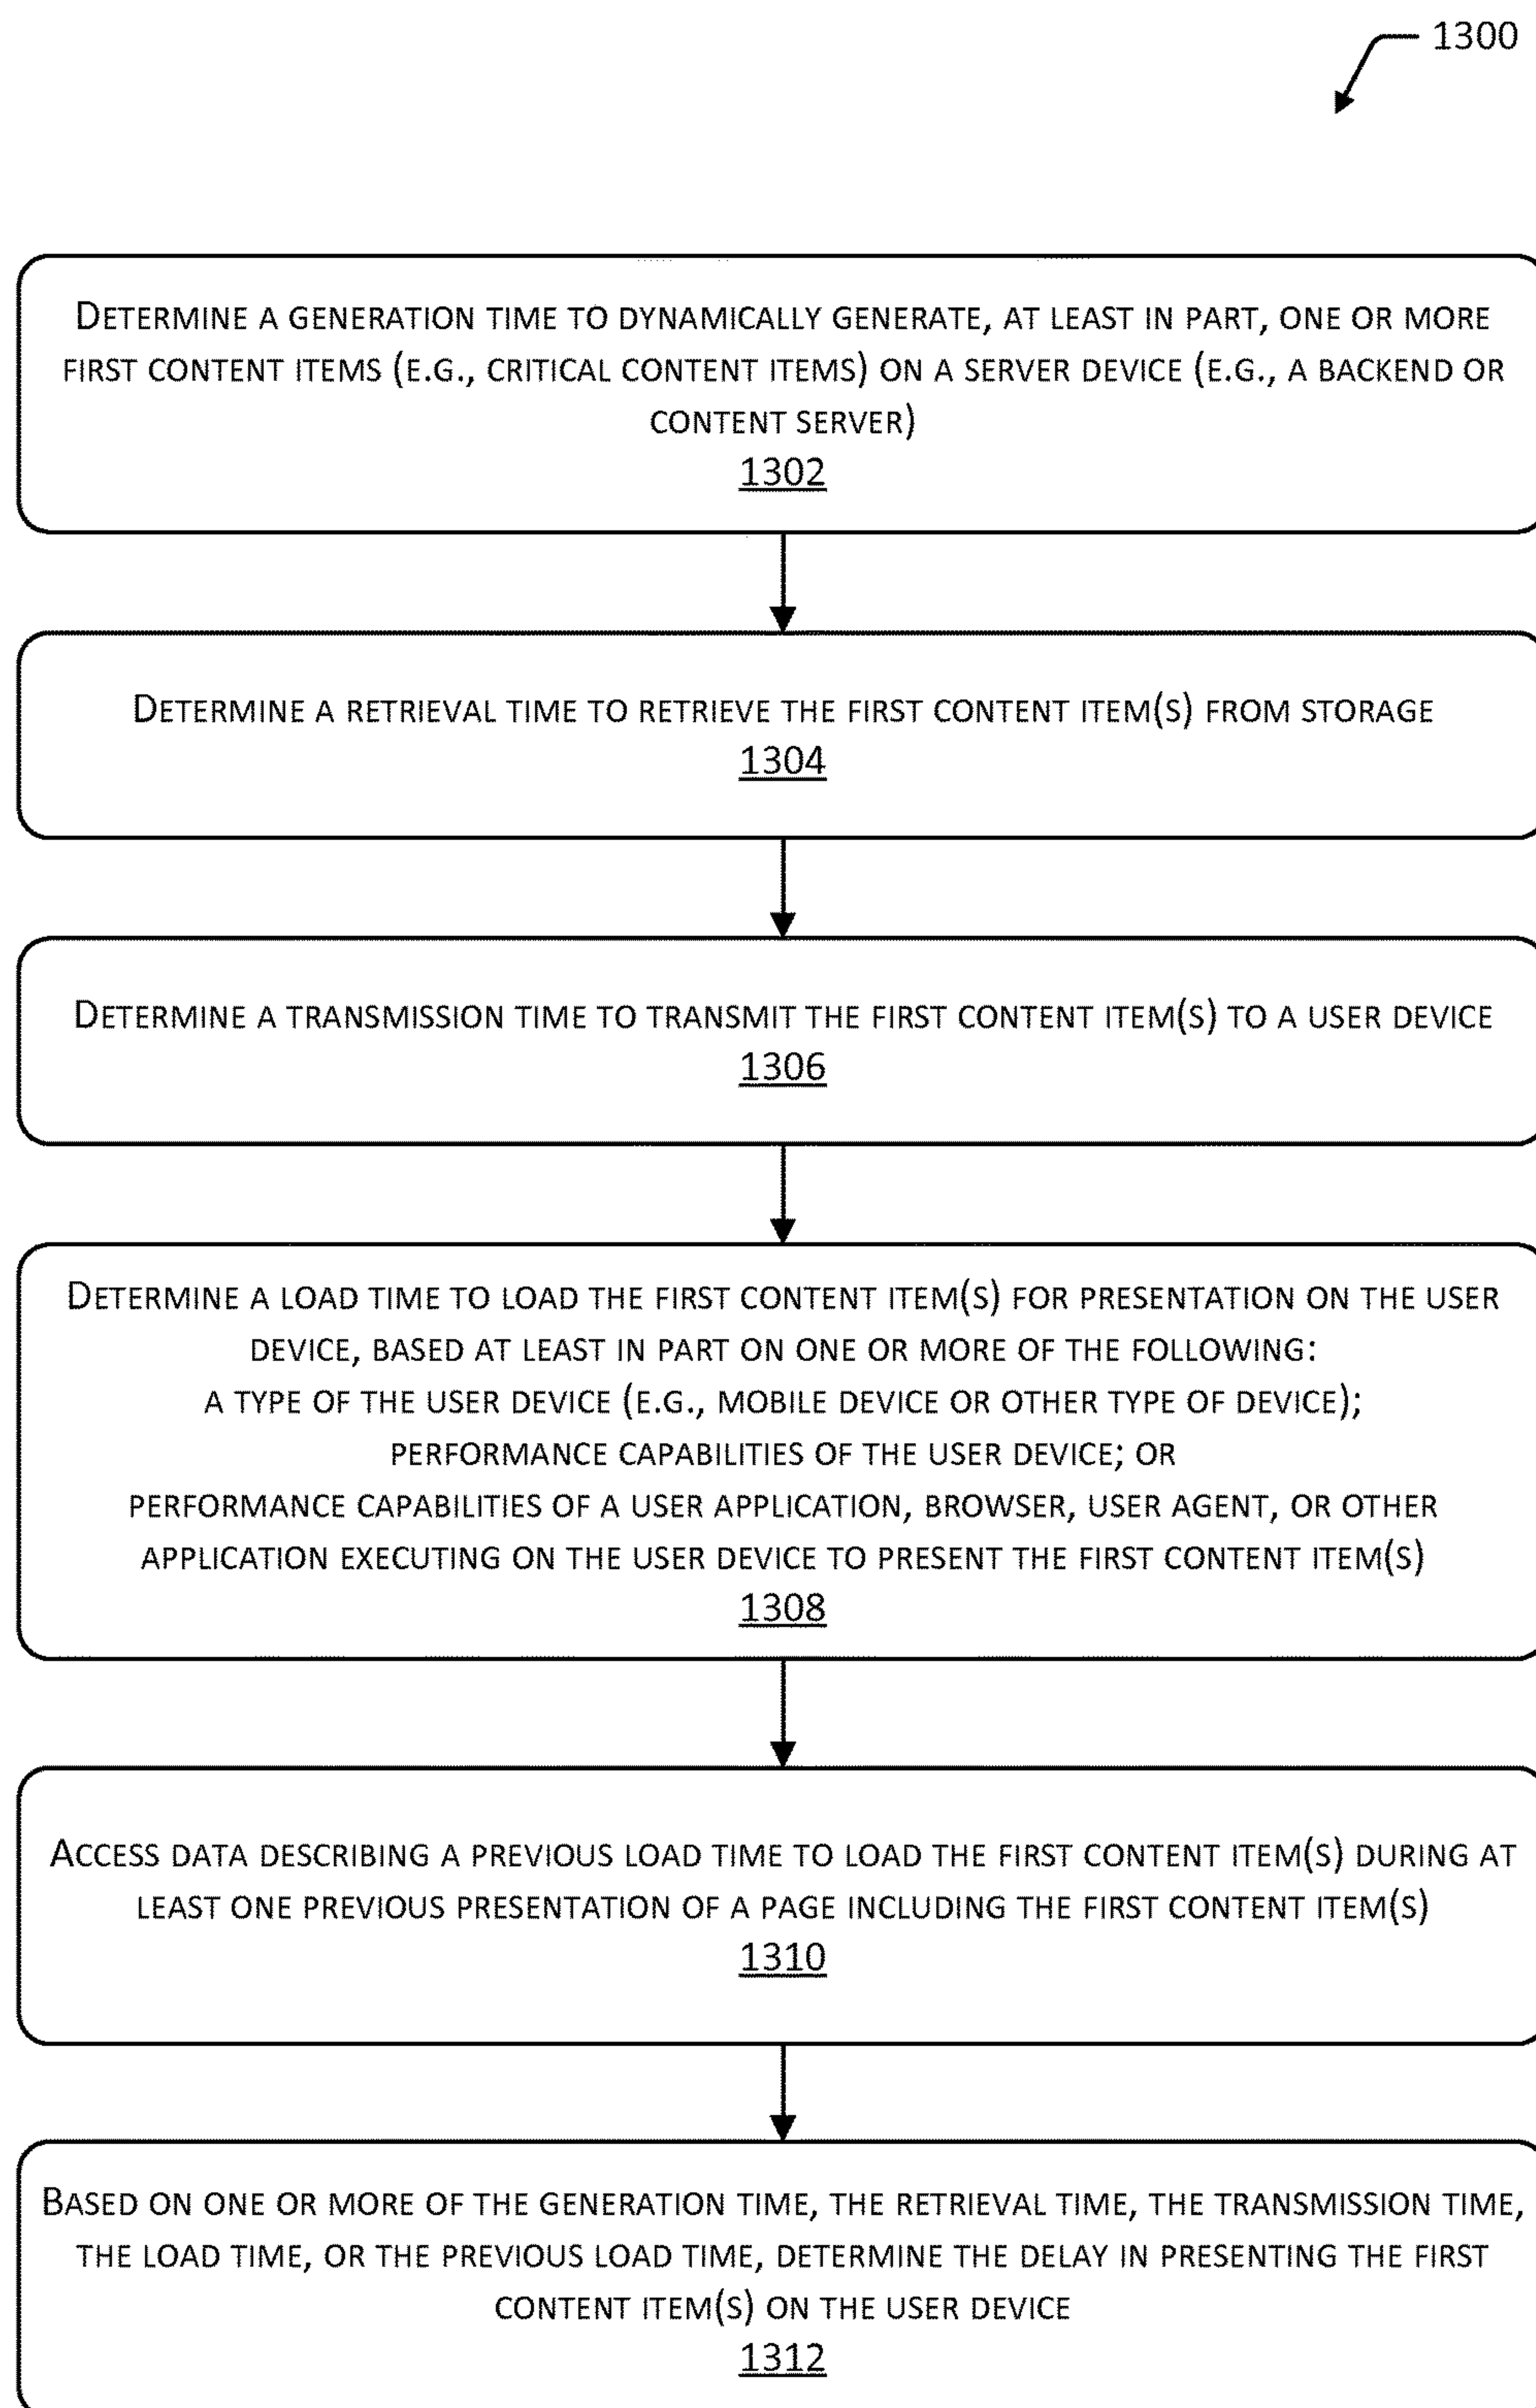 1300
DETERMINE A GENERATION TIME TO DYNAMICALLY GENERATE, AT LEAST IN PART, ONE OR MORE
FIRST CONTENT ITEMS (E.G., CRITICAL CONTENT ITEMS) ON A SERVER DEVICE (E.G., A BACKEND OR
CONTENT SERVER)
1302
DETERMINE A RETRIEVAL TIME TO RETRIEVE THE FIRST CONTENT ITEM(S) FROM STORAGE
1304
DETERMINE A TRANSMISSION TIME TO TRANSMIT THE FIRST CONTENT ITEM(S) TO A USER DEVICE
1306
DETERMINE A LOAD TIME TO LOAD THE FIRST CONTENT ITEM(S) FOR PRESENTATION ON THE USER
DEVICE, BASED AT LEAST IN PART ON ONE OR MORE OF THE FOLLOWING:
A TYPE OF THE USER DEVICE (E.G., MOBILE DEVICE OR OTHER TYPE OF DEVICE);
PERFORMANCE CAPABILITIES OF THE USER DEVICE; OR
PERFORMANCE CAPABILITIES OF A USER APPLICATION, BROWSER, USER AGENT, OR OTHER
APPLICATION EXECUTING ON THE USER DEVICE TO PRESENT THE FIRST CONTENT ITEM(S)
1308
ACCESS DATA DESCRIBING A PREVIOUS LOAD TIME TO LOAD THE FIRST CONTENT ITEM(S) DURING AT
LEAST ONE PREVIOUS PRESENTATION OF A PAGE INCLUDING THE FIRST CONTENT ITEM(S)
1310
BASED ON ONE OR MORE OF THE GENERATION TIME, THE RETRIEVAL TIME, THE TRANSMISSION TIME,
THE LOAD TIME, OR THE PREVIOUS LOAD TIME, DETERMINE THE DELAY IN PRESENTING THE FIRST
CONTENT ITEM(S) ON THE USER DEVICE
1312